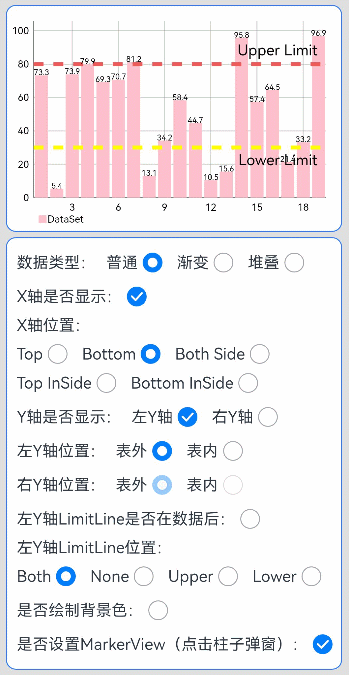 100
95.8
96.9
Upper Limit
80
79.9
81.2
73.3
73.9
69.3
70.7
64.5
60
58.4
57.4
44.7
40
34.2
33.2
Lower Limit
20
13.1
15.6
10.5
0
3 6 9 12 15 18
DataSet
数据类型： 普通 渐变 堆叠
X轴是否显示：
X轴位置：
Top Bottom Both Side
Top InSide Bottom InSide
Y轴是否显示： 左Y轴 右Y轴
左Y轴位置： 表外 表内
右Y轴位置： 表外 表内
左Y轴LimitLine是否在数据后：
左Y轴LimitLine位置：
Both None Upper Lower
是否绘制背景色：
是否设置MarkerView（点击柱子弹窗）：